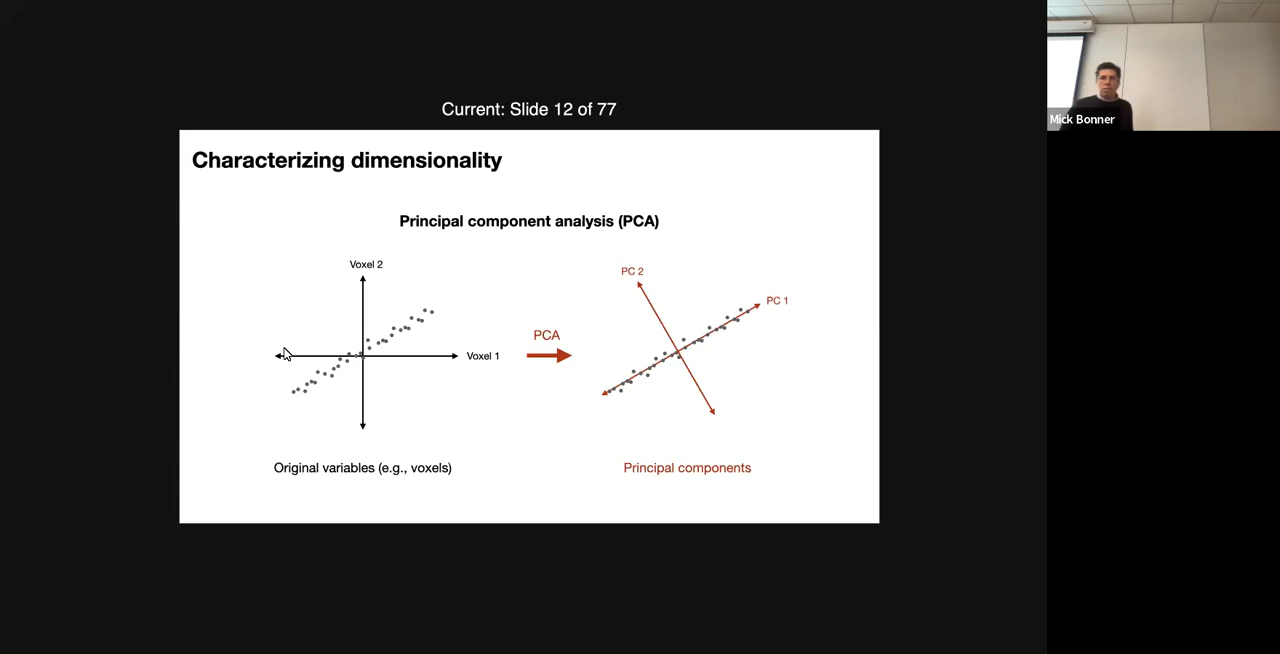 Current: Slide 12 of 77
Mick Bonner
Characterizing dimensionality
Principal component analysis (PCA)
Voxel 2
Voxel 1
Original variables (e.g., voxels)
PCA
PC 2
PC 1
Principal components